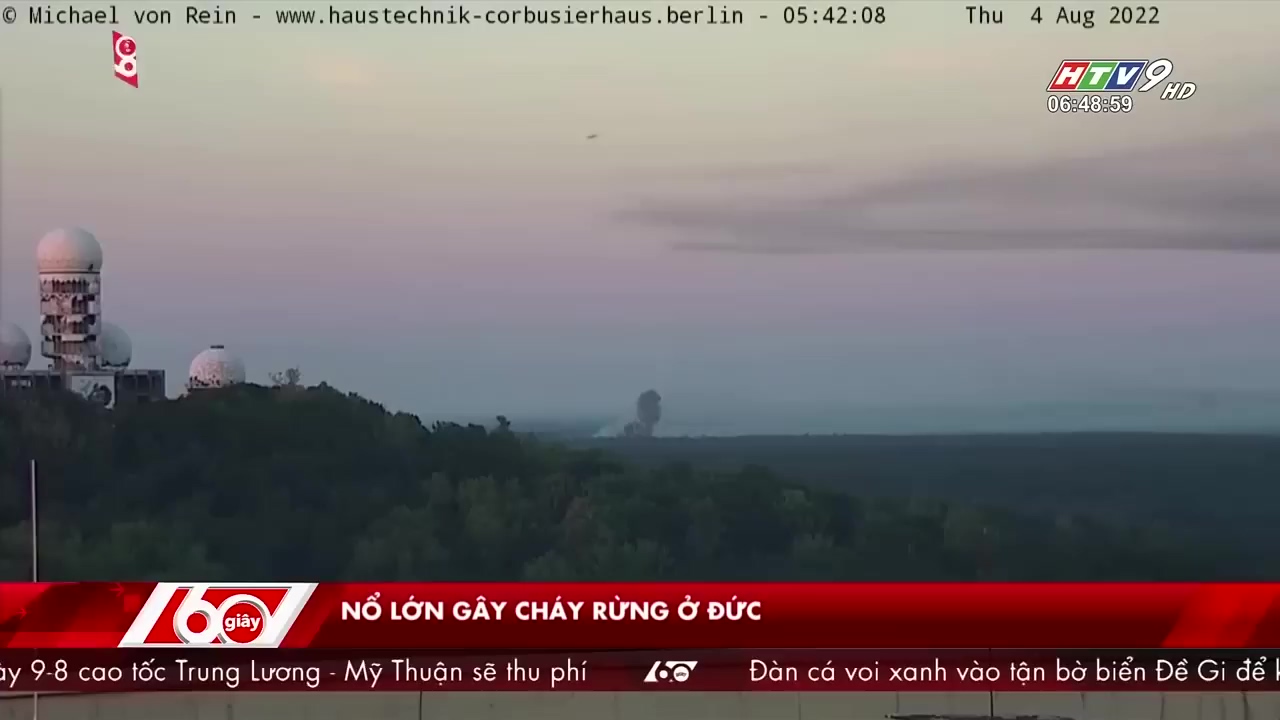 © Michael von Rein - www.haustechnik-corbusierhaus.berlin - 05:42:08 Thu 4 Aug 2022
HTV9 HD
06:48:59
60 giây
NỔ LỚN GÂY CHÁY RỪNG Ở ĐỨC
9-8 cao tốc Trung Lương - Mỹ Thuận sẽ thu phí 60 Đàn cá voi xanh vào tận bờ biển Đề Gi để